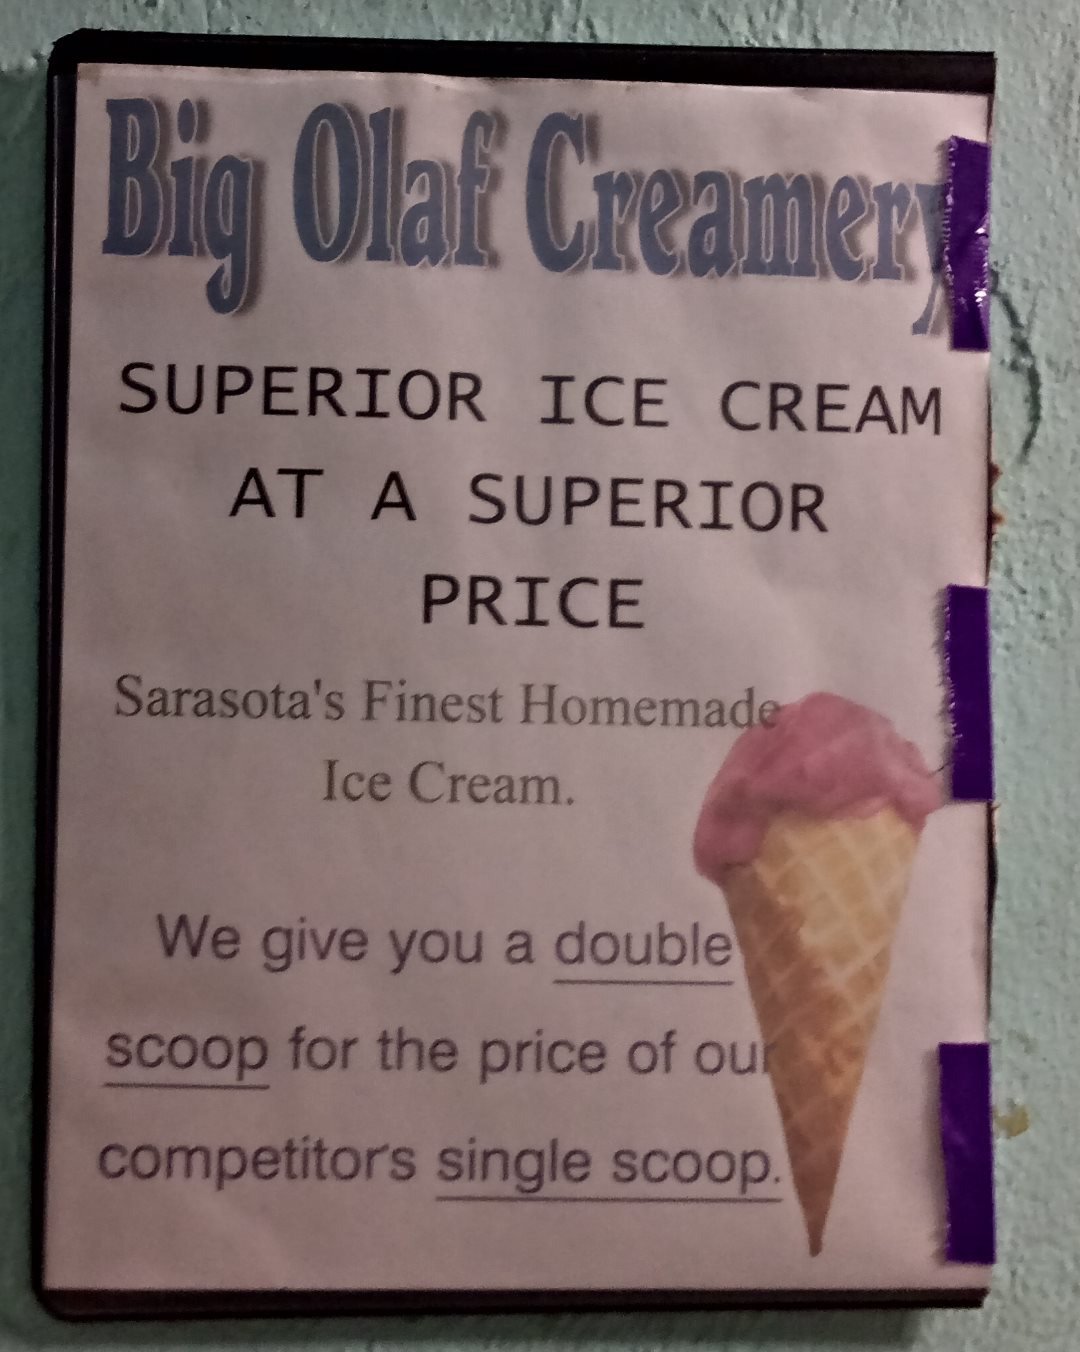 Big Olaf Creamery
SUPERIOR ICE CREAM
AT A SUPERIOR
PRICE
Sarasota's Finest Homemade
Ice Cream.
We give you a double
scoop for the price of our
competitors single scoop.